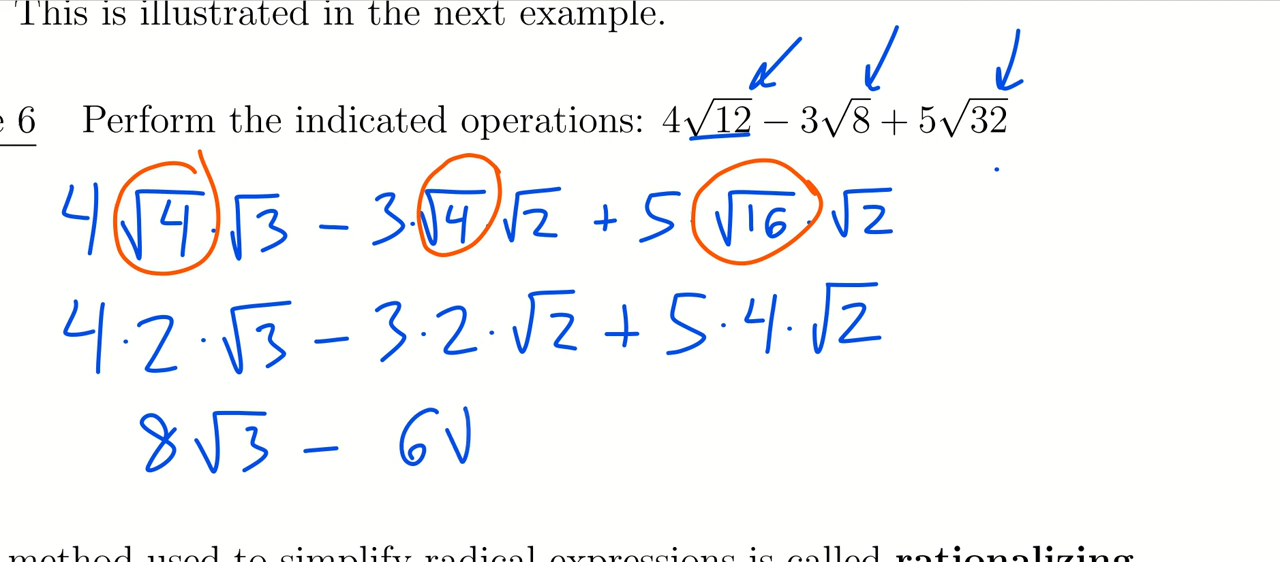 This is illustrated in the next example.
e 6 Perform the indicated operations: 4√12 − 3√8 + 5√32
4 √4 · √3 − 3·√4 · √2 + 5 · √16 · √2
4 · 2 · √3 − 3 · 2 · √2 + 5 · 4 · √2
8√3 − 6√
method used to simplify radical expressions is called rationalizing